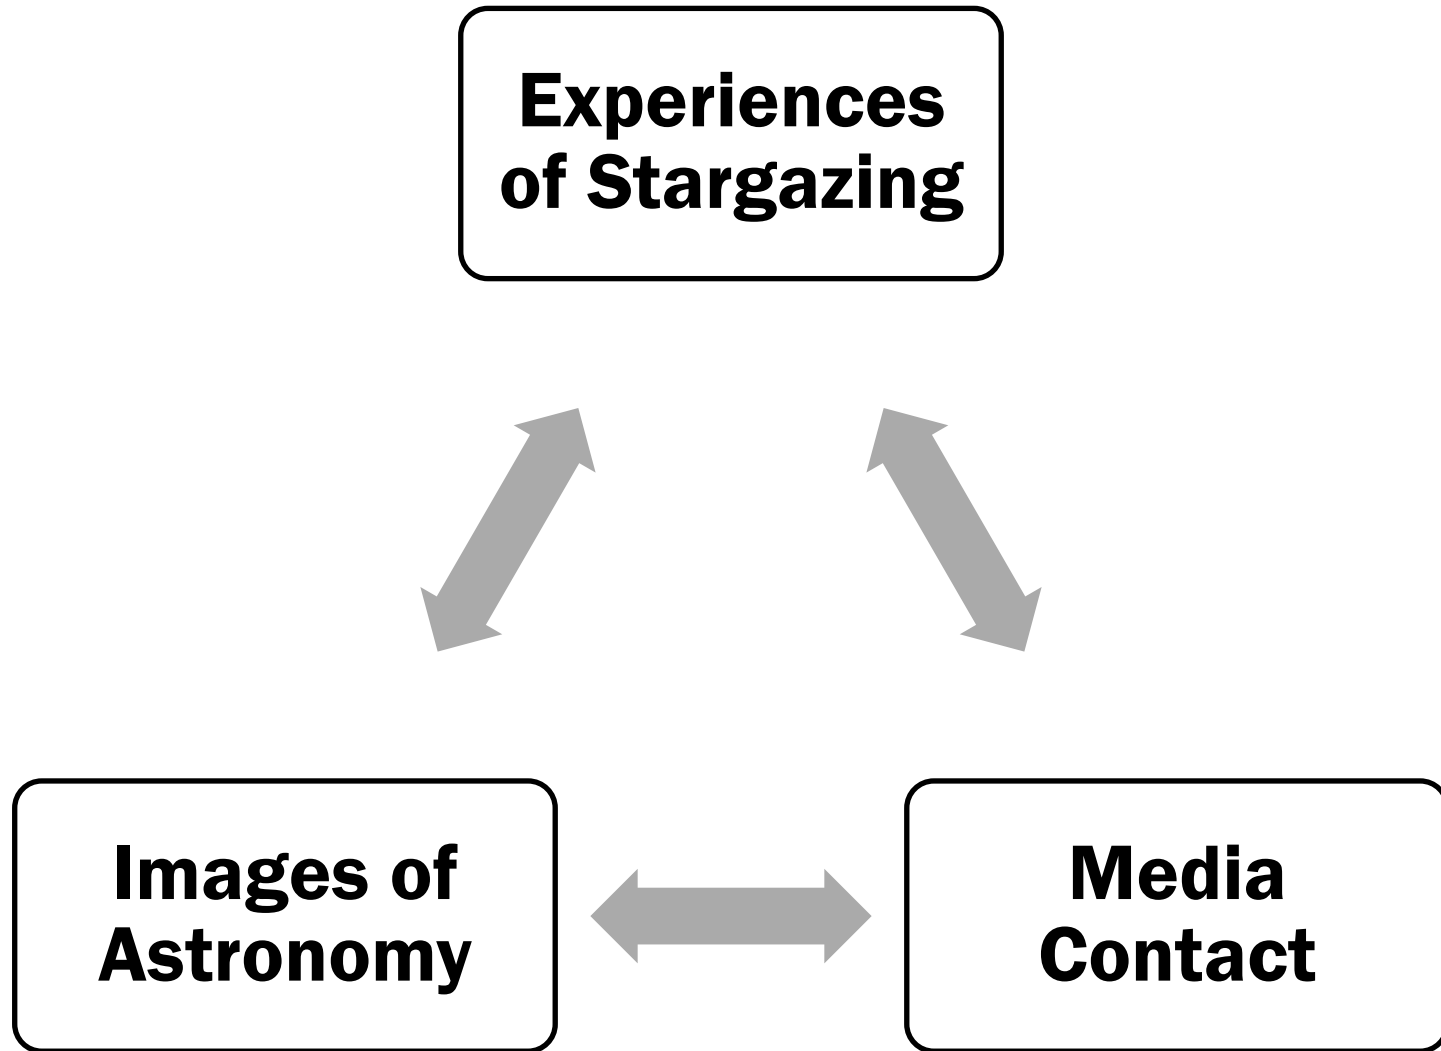 Experiences
of Stargazing
Images of
Astronomy
Media
Contact